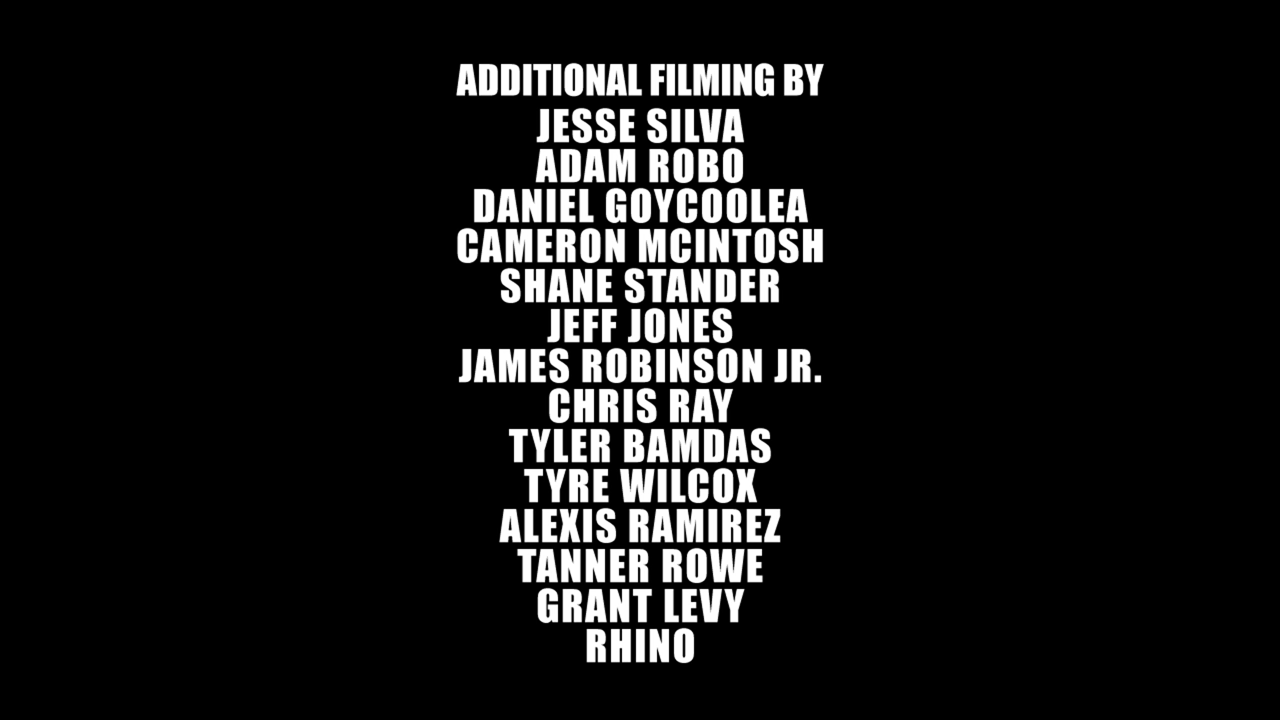 ADDITIONAL FILMING BY
JESSE SILVA
ADAM ROBO
DANIEL GOYCOOLEA
CAMERON MCINTOSH
SHANE STANDER
JEFF JONES
JAMES ROBINSON JR.
CHRIS RAY
TYLER BAMDAS
TYRE WILCOX
ALEXIS RAMIREZ
TANNER ROWE
GRANT LEVY
RHINO